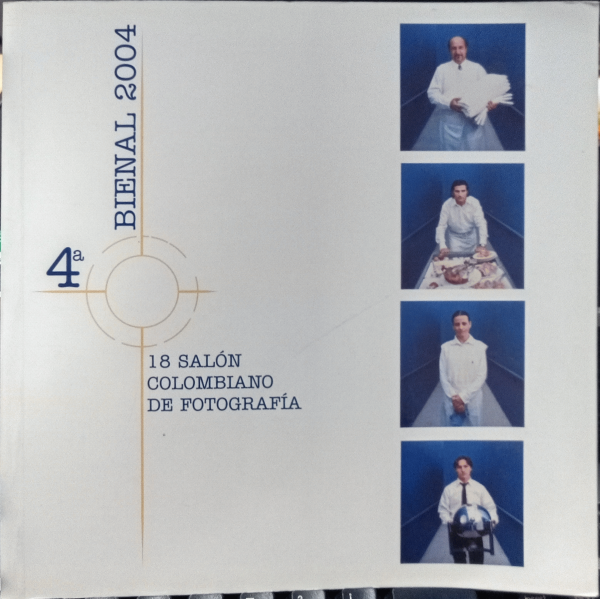 BIENAL 2004
4ª
18 SALÓN
COLOMBIANO
DE FOTOGRAFÍA